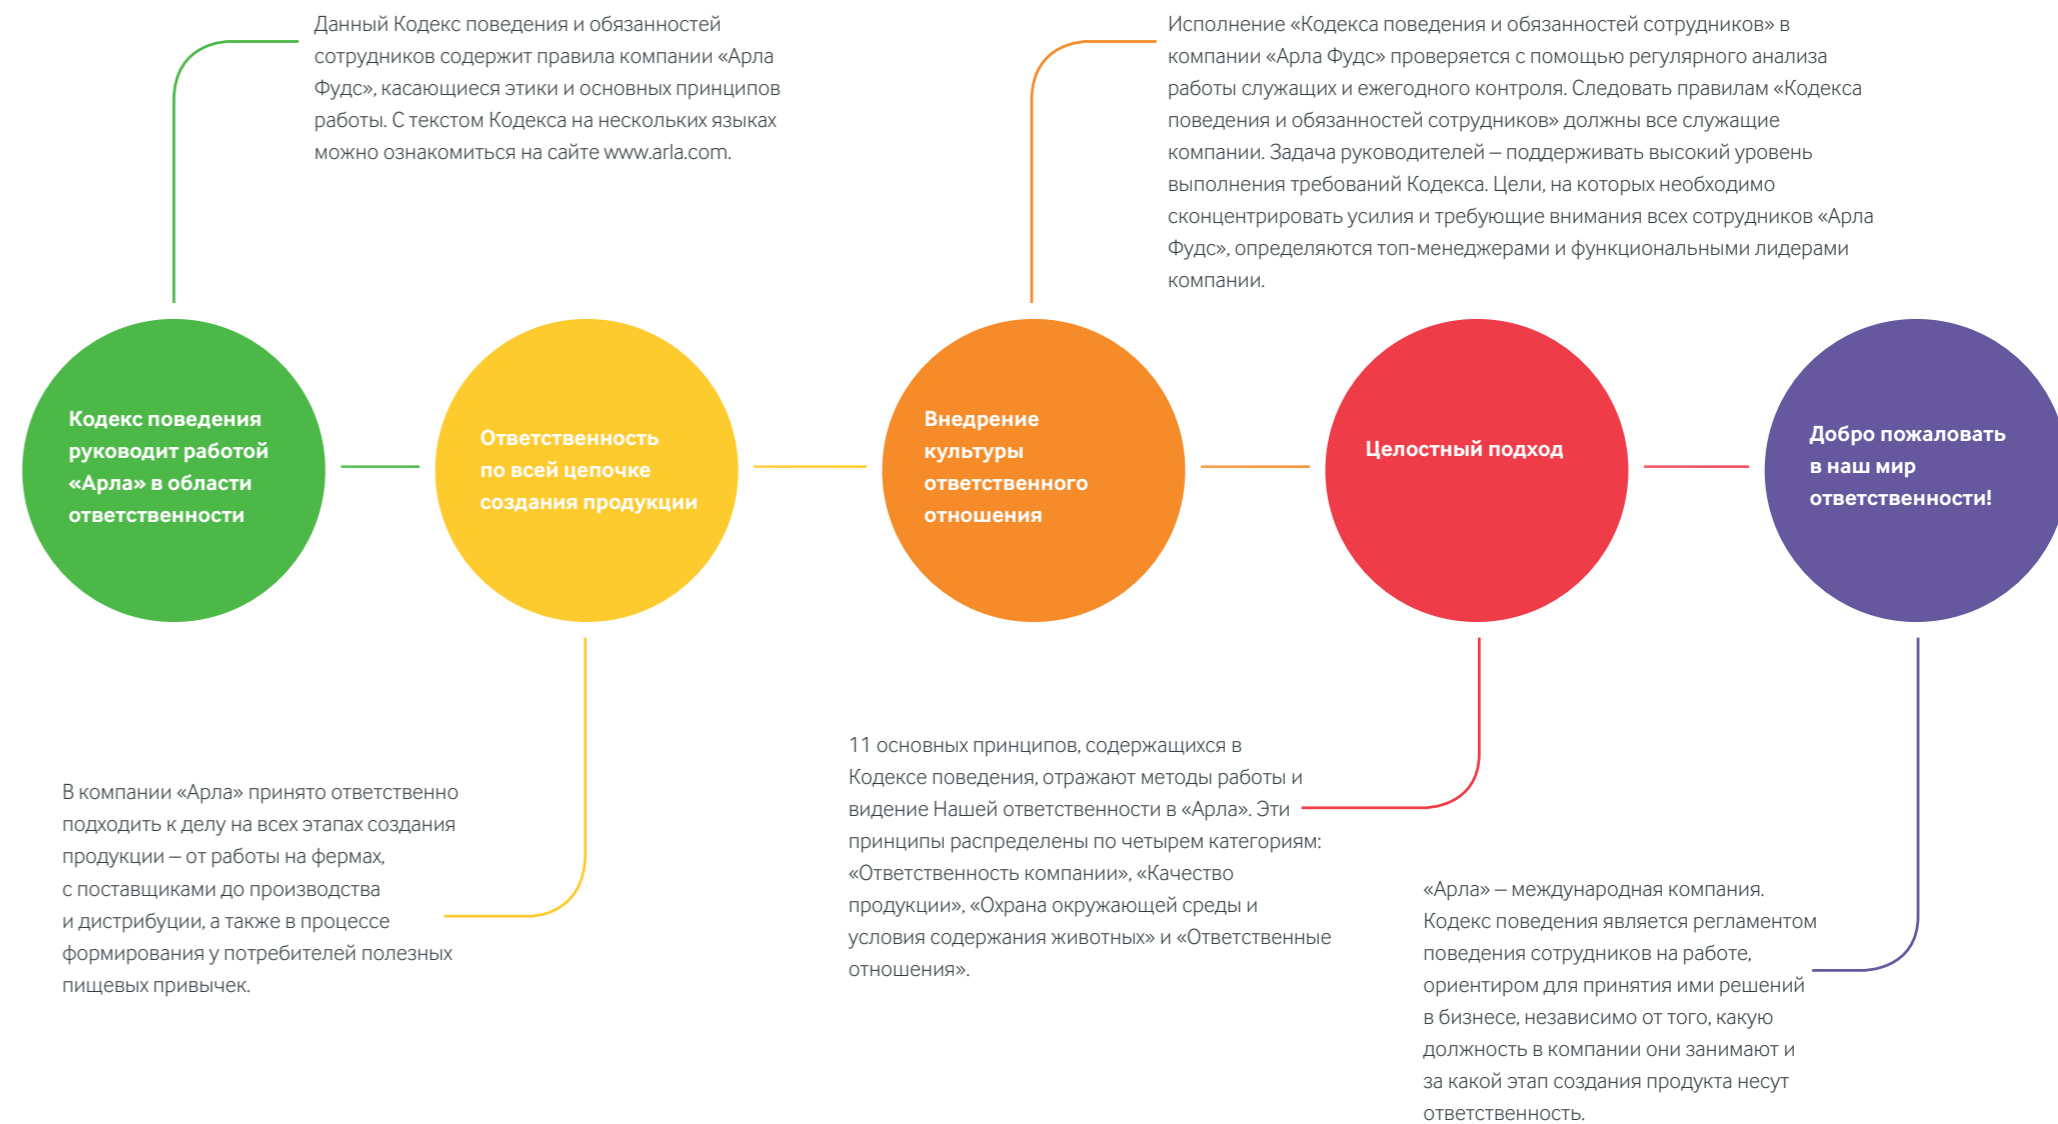 Данный Кодекс поведения и обязанностей
сотрудников содержит правила компании «Арла
Фудс», касающиеся этики и основных принципов
работы. С текстом Кодекса на нескольких языках
можно ознакомиться на сайте www.arla.com.
Исполнение «Кодекса поведения и обязанностей сотрудников» в
компании «Арла Фудс» проверяется с помощью регулярного анализа
работы служащих и ежегодного контроля. Следовать правилам «Кодекса
поведения и обязанностей сотрудников» должны все служащие
компании. Задача руководителей – поддерживать высокий уровень
выполнения требований Кодекса. Цели, на которых необходимо
сконцентрировать усилия и требующие внимания всех сотрудников «Арла
Фудс», определяются топ-менеджерами и функциональными лидерами
компании.
Кодекс поведения
руководит работой
«Арла» в области
ответственности
Ответственность
по всей цепочке
создания продукции
Внедрение
культуры
ответственного
отношения
Целостный подход
Добро пожаловать
в наш мир
ответственности!
В компании «Арла» принято ответственно
подходить к делу на всех этапах создания
продукции – от работы на фермах,
с поставщиками до производства
и дистрибуции, а также в процессе
формирования у потребителей полезных
пищевых привычек.
11 основных принципов, содержащихся в
Кодексе поведения, отражают методы работы и
видение Нашей ответственности в «Арла». Эти
принципы распределены по четырем категориям:
«Ответственность компании», «Качество
продукции», «Охрана окружающей среды и
условия содержания животных» и «Ответственные
отношения».
«Арла» – международная компания.
Кодекс поведения является регламентом
поведения сотрудников на работе,
ориентиром для принятия ими решений
в бизнесе, независимо от того, какую
должность в компании они занимают и
за какой этап создания продукта несут
ответственность.